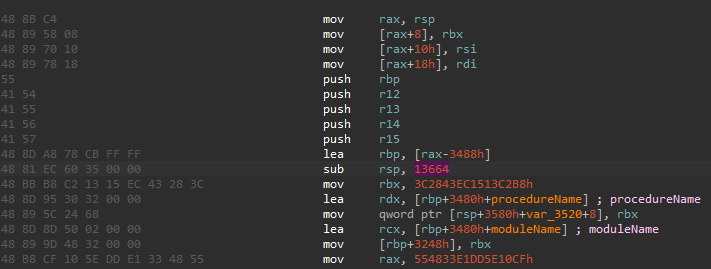 48 8B C4 mov rax, rsp
48 89 58 08 mov [rax+8], rbx
48 89 70 10 mov [rax+10h], rsi
48 89 78 18 mov [rax+18h], rdi
55 push rbp
41 54 push r12
41 55 push r13
41 56 push r14
41 57 push r15
48 8D A8 78 CB FF FF lea rbp, [rax-3488h]
48 81 EC 60 35 00 00 sub rsp, 13664
48 BB B8 C2 13 15 EC 43 28 3C mov rbx, 3C2843EC1513C2B8h
48 8D 95 30 32 00 00 lea rdx, [rbp+3480h+procedureName] ; procedureName
48 89 5C 24 68 mov qword ptr [rsp+3580h+var_3520+8], rbx
48 8D 8D 50 02 00 00 lea rcx, [rbp+3480h+moduleName] ; moduleName
48 89 9D 48 32 00 00 mov [rbp+3248h], rbx
48 B8 CF 10 5E DD E1 33 48 55 mov rax, 554833E1DD5E10CFh